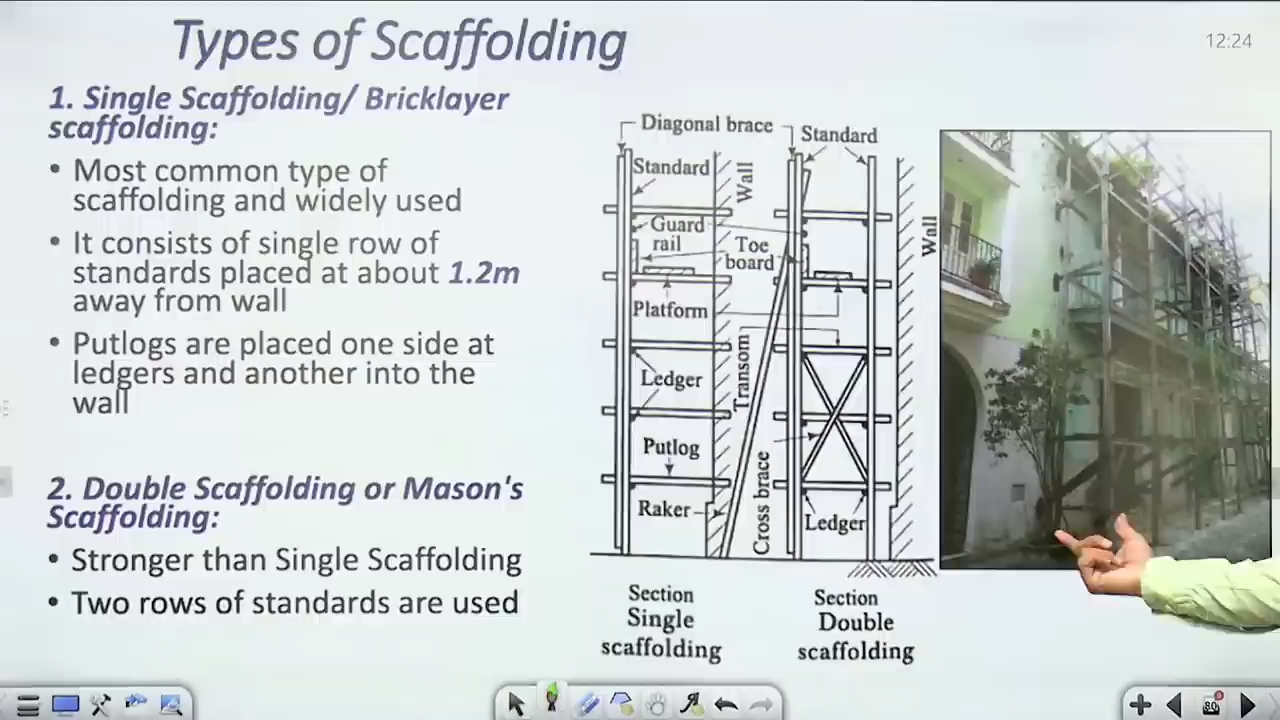 Types of Scaffolding
12:24
1. Single Scaffolding/ Bricklayer
scaffolding:
• Most common type of
scaffolding and widely used
• It consists of single row of
standards placed at about 1.2m
away from wall
• Putlogs are placed one side at
ledgers and another into the
wall
2. Double Scaffolding or Mason's
Scaffolding:
• Stronger than Single Scaffolding
• Two rows of standards are used
Diagonal brace
Standard
Standard
Wall
Guard
rail
Toe
board
Wall
Platform
Transom
Ledger
Putlog
Cross brace
Raker
Ledger
Section
Single
scaffolding
Section
Double
scaffolding
80